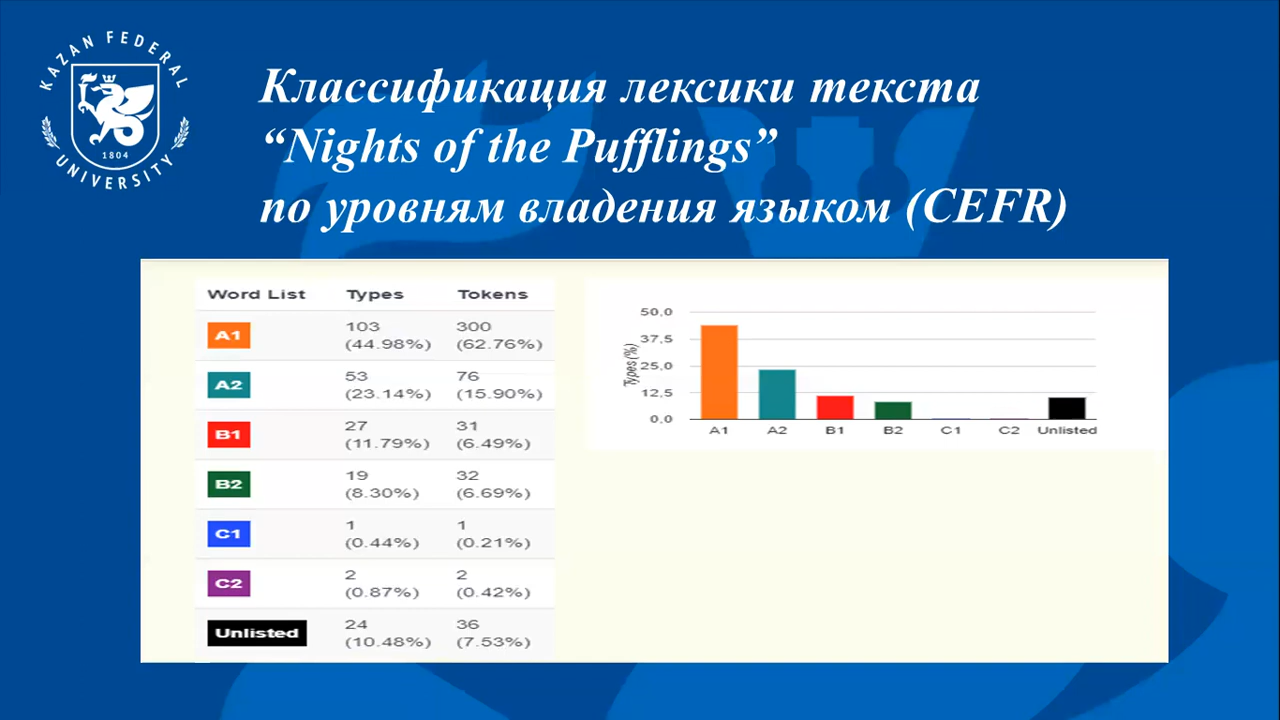 KAZAN FEDERAL
UNIVERSITY
1804
Классификация лексики текста
“Nights of the Pufflings”
по уровням владения языком (CEFR)
Word List Types Tokens
A1 103 300
(44.98%) (62.76%)
A2 53 76
(23.14%) (15.90%)
B1 27 31
(11.79%) (6.49%)
B2 19 32
(8.30%) (6.69%)
C1 1 1
(0.44%) (0.21%)
C2 2 2
(0.87%) (0.42%)
Unlisted 24 36
(10.48%) (7.53%)
Types (%)
50,0
37,5
25,0
12,5
0,0
A1 A2 B1 B2 C1 C2 Unlisted